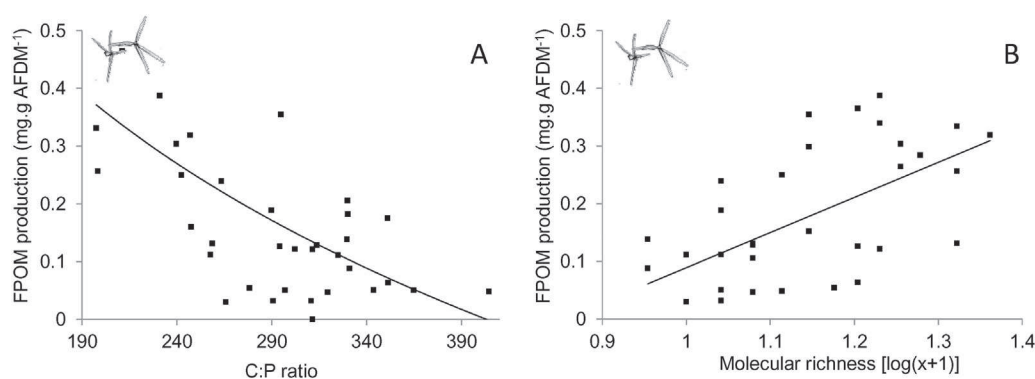 A
FPOM production (mg.g AFDM⁻¹)
0.5
0.4
0.3
0.2
0.1
0
190 240 290 340 390
C:P ratio
B
FPOM production (mg.g AFDM⁻¹)
0.5
0.4
0.3
0.2
0.1
0
0.9 1 1.1 1.2 1.3 1.4
Molecular richness [log(x+1)]